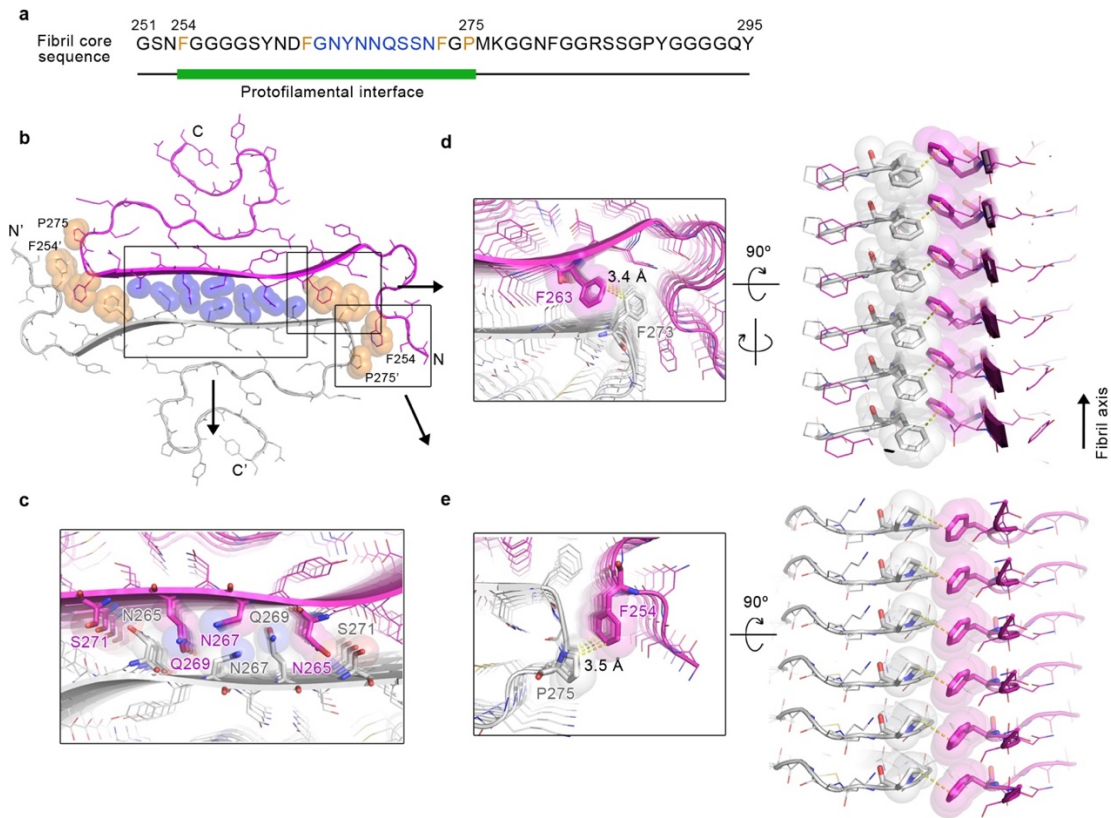 a
251 254 275 295
Fibril core sequence
GSNFGGGGSYNDFGNYNNQSSNFGPMKGGNFGGRSSGPYGGGGQY
Protofilamental interface
b
C
P275
N'
F254'
F254
N
P275'
C'
d
3.4 Å
F263
F273
90°
Fibril axis
c
N265
Q269
S271
S271
N267
Q269
N267
N265
e
F254
3.5 Å
P275
90°